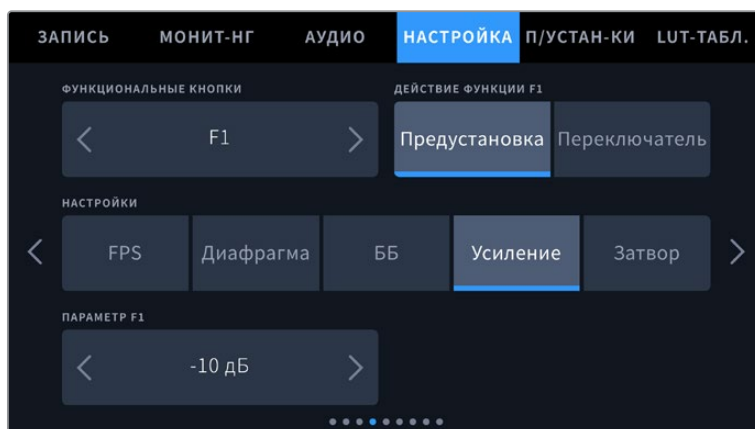 ЗАПИСЬ МОНИТ-НГ АУДИО НАСТРОЙКА П/УСТАН-КИ LUT-ТАБЛ.
ФУНКЦИОНАЛЬНЫЕ КНОПКИ ДЕЙСТВИЕ ФУНКЦИИ F1
F1 Предустановка Переключатель
НАСТРОЙКИ
FPS Диафрагма ББ Усиление Затвор
ПАРАМЕТР F1
-10 дБ